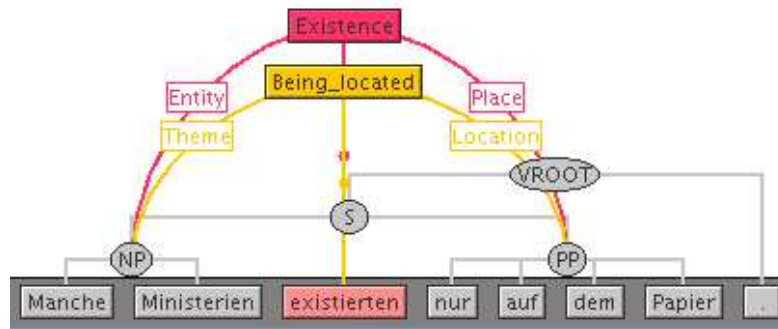 Existence
Being_located
Entity Place
Theme Location
VROOT
S
NP PP
Manche Ministerien existierten nur auf dem Papier .